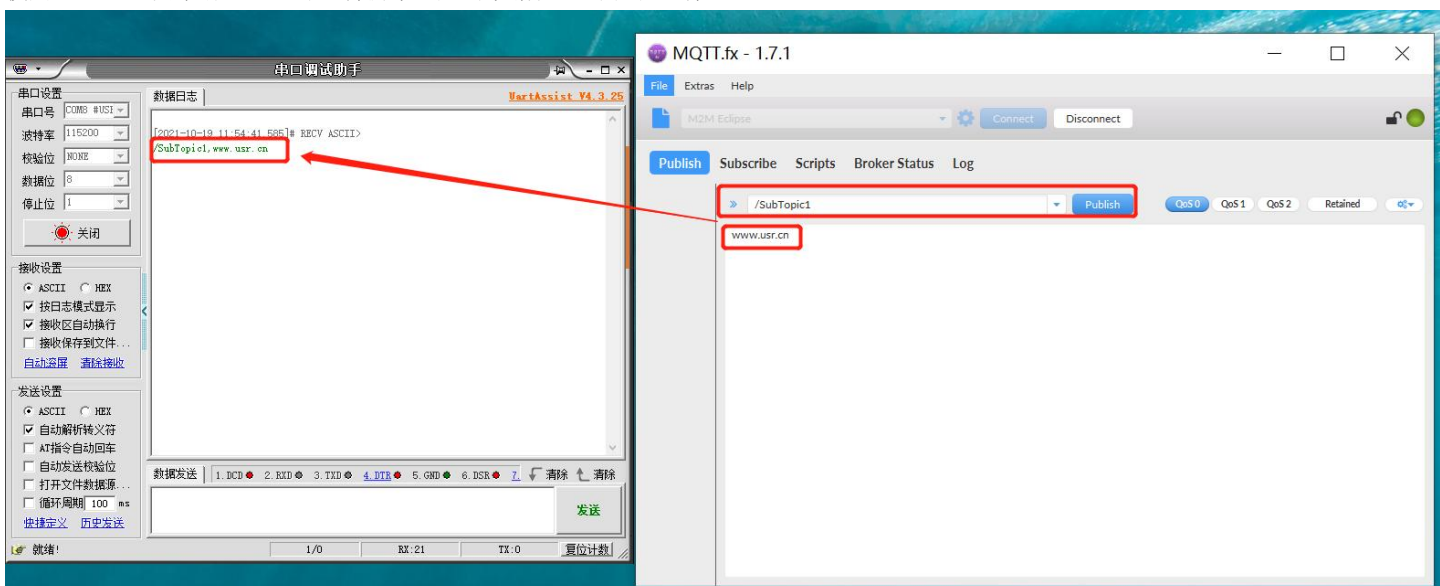 串口调试助手
串口设置
串口号 COM8 #USI
波特率 115200
校验位 NONE
数据位 8
停止位 1
关闭
接收设置
ASCII HEX
按日志模式显示
接收区自动换行
接收保存到文件...
自动滚屏 清除接收
发送设置
ASCII HEX
自动解析转义符
AT指令自动回车
自动发送校验位
打开文件数据源...
循环周期 100 ms
快捷定义 历史发送
数据日志 UartAssist V4.3.25
[2021-10-19 11:54:41.585]# RECV ASCII>
/SubTopic1,www.usr.cn
数据发送 1.DCD 2.RXD 3.TXD 4.DTR 5.GND 6.DSR 7. 清除 清除
发送
就绪! 1/0 RX:21 TX:0 复位计数
MQTT.fx - 1.7.1
File Extras Help
M2M Eclipse Connect Disconnect
Publish Subscribe Scripts Broker Status Log
/SubTopic1 Publish QoS 0 QoS 1 QoS 2 Retained
www.usr.cn